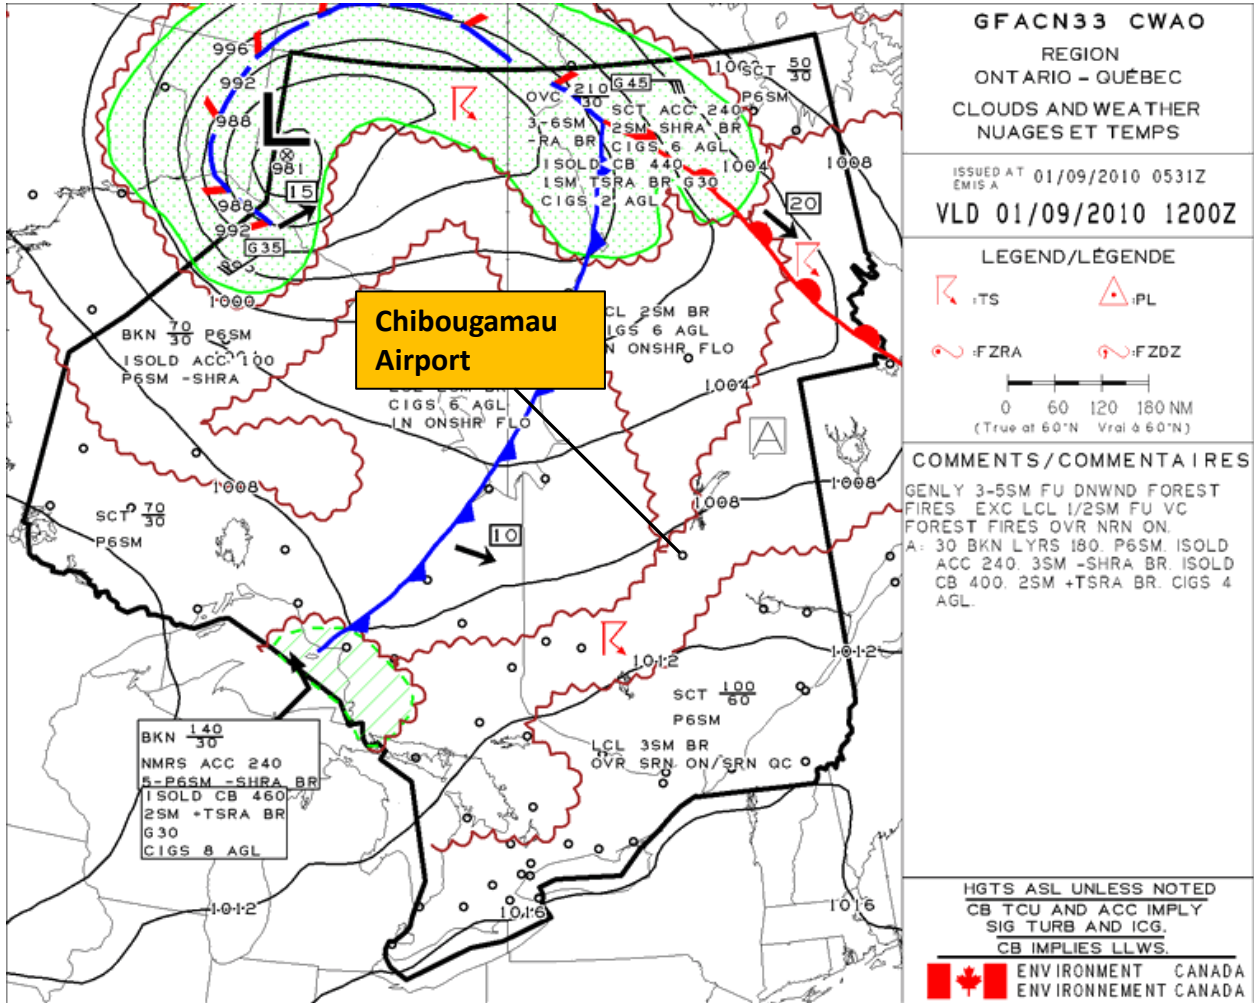 GFACN33 CWAO
REGION
ONTARIO – QUÉBEC
CLOUDS AND WEATHER
NUAGES ET TEMPS
ISSUED AT
ÉMIS A
01/09/2010 0531Z
VLD 01/09/2010 1200Z
LEGEND/LÉGENDE
:TS
:PL
:FZRA
:FZDZ
0 60 120 180 NM
(True at 60°N Vrai à 60°N)
COMMENTS/COMMENTAIRES
GENLY 3-5SM FU DNWND FOREST
FIRES EXC LCL 1/2SM FU VC
FOREST FIRES OVR NRN ON.
A: 30 BKN LYRS 180. P6SM. ISOLD
ACC 240. 3SM -SHRA BR. ISOLD
CB 400. 2SM +TSRA BR. CIGS 4
AGL.
HGTS ASL UNLESS NOTED
CB TCU AND ACC IMPLY
SIG TURB AND ICG.
CB IMPLIES LLWS.
ENVIRONMENT CANADA
ENVIRONNEMENT CANADA
996
992
988
L
981
15
988
992
G35
1000
OVC 210/30
3-6SM
-RA BR
G45
SCT ACC 240
2SM SHRA BR
CIGS 6 AGL
ISOLD CB 440
1SM TSRA BR G30
CIGS 2 AGL
SCT 50/30
P6SM
1004
1008
20
BKN 70/30 P6SM
ISOLD ACC 100
P6SM -SHRA
Chibougamau
Airport
CL 2SM BR
IGS 6 AGL
N ONSHR FLO
CIGS 6 AGL
IN ONSHR FLO
1004
A
1008
1008
1008
SCT 70/30
P6SM
10
1012
1012
SCT 100/60
P6SM
LCL 3SM BR
OVR SRN ON/SRN QC
BKN 140/30
NMRS ACC 240
5-P6SM -SHRA BR
ISOLD CB 460
2SM +TSRA BR
G30
CIGS 8 AGL
1012
1016
1016